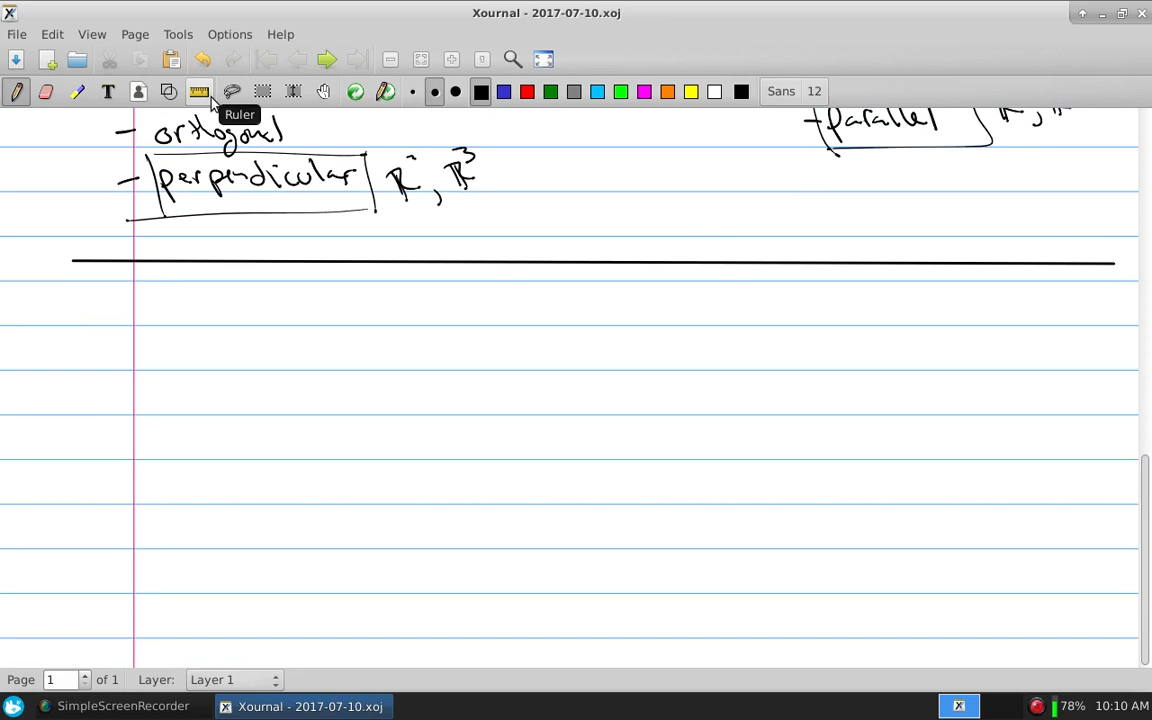 Xournal - 2017-07-10.xoj
File Edit View Page Tools Options Help
Sans 12
Ruler
- orthogonal
- parallel
- perpendicular ℝ², ℝ³
Page 1 of 1 Layer: Layer 1
SimpleScreenRecorder Xournal - 2017-07-10.xoj 78% 10:10 AM